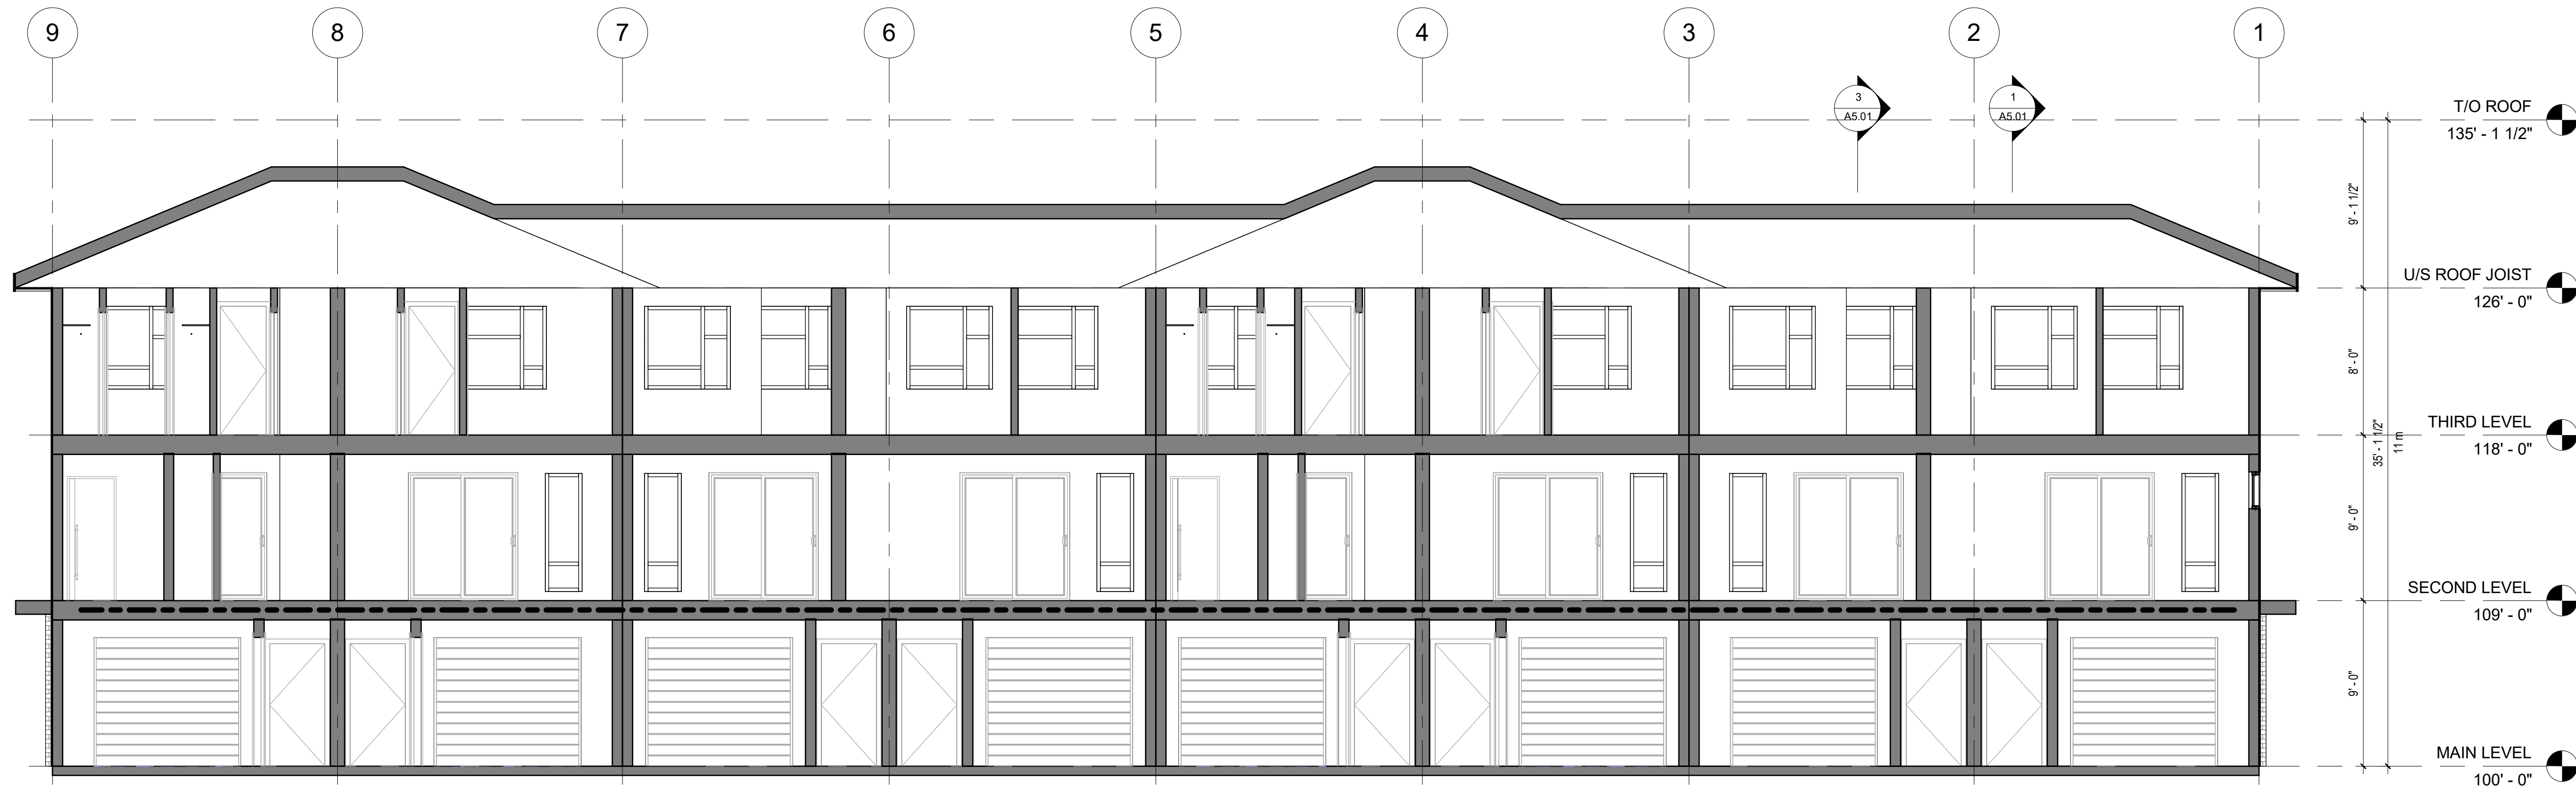 9
8
7
6
5
4
3
2
1
3
A5.01
1
A5.01
T/O ROOF
135' - 1 1/2"
9' - 1 1/2"
U/S ROOF JOIST
126' - 0"
8' - 0"
THIRD LEVEL
118' - 0"
35' - 1 1/2"
11 m
9' - 0"
SECOND LEVEL
109' - 0"
9' - 0"
MAIN LEVEL
100' - 0"